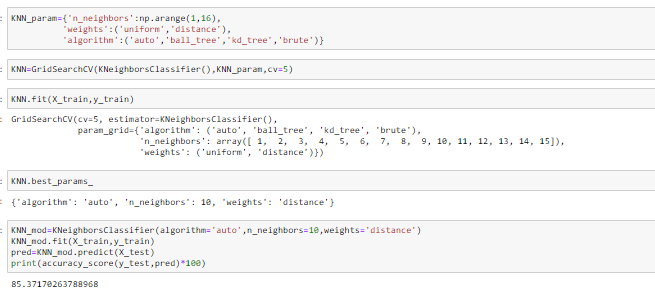 KNN_param={'n_neighbors':np.arange(1,16),
'weights':('uniform','distance'),
'algorithm':('auto','ball_tree','kd_tree','brute')}
KNN=GridSearchCV(KNeighborsClassifier(),KNN_param,cv=5)
KNN.fit(X_train,y_train)
GridSearchCV(cv=5, estimator=KNeighborsClassifier(),
param_grid={'algorithm': ('auto', 'ball_tree', 'kd_tree', 'brute'),
'n_neighbors': array([ 1,  2,  3,  4,  5,  6,  7,  8,  9, 10, 11, 12, 13, 14, 15]),
'weights': ('uniform', 'distance')})
KNN.best_params_
{'algorithm': 'auto', 'n_neighbors': 10, 'weights': 'distance'}
KNN_mod=KNeighborsClassifier(algorithm='auto',n_neighbors=10,weights='distance')
KNN_mod.fit(X_train,y_train)
pred=KNN_mod.predict(X_test)
print(accuracy_score(y_test,pred)*100)
85.37170263788968